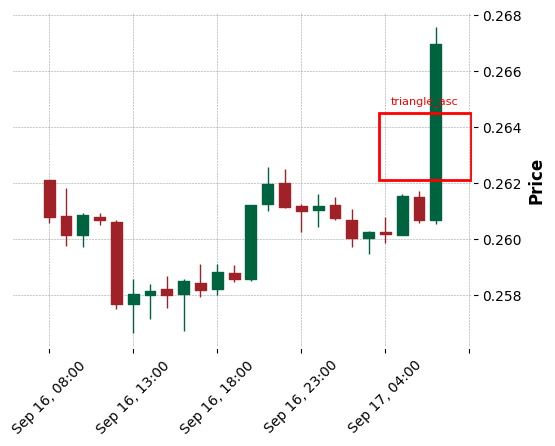 0.268
0.266
triangle_asc
0.264
0.262
0.260
0.258
Price
Sep 16, 08:00
Sep 16, 13:00
Sep 16, 18:00
Sep 16, 23:00
Sep 17, 04:00